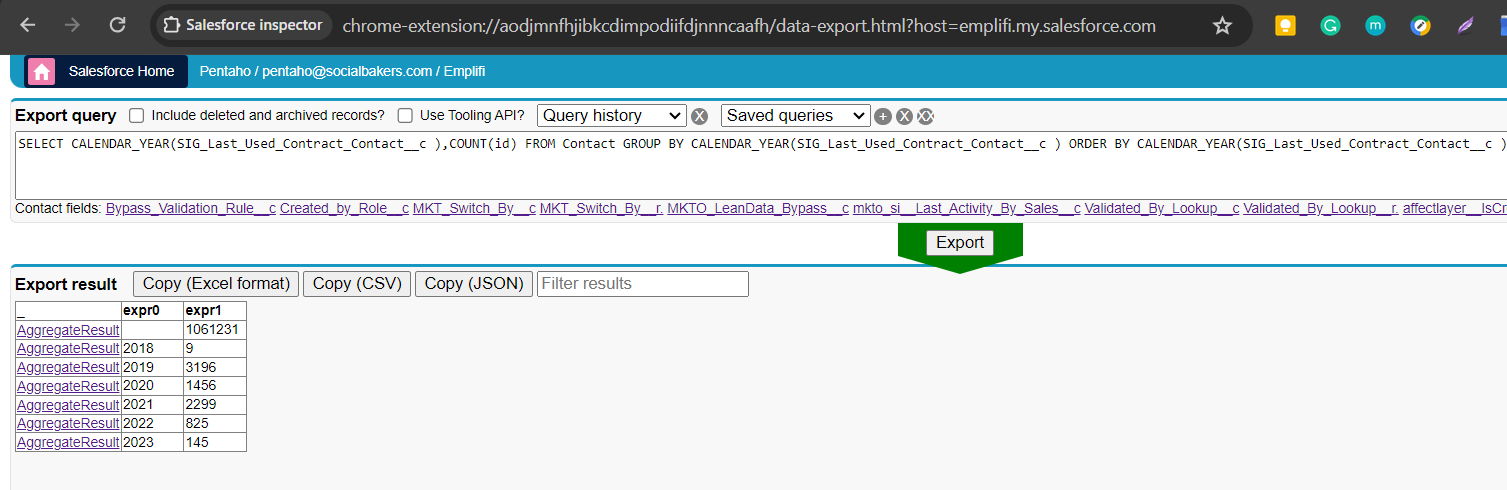 Salesforce inspector chrome-extension://aodjmnfhjibkcdimpodiifdjnnncaafh/data-export.html?host=emplifi.my.salesforce.com
Salesforce Home Pentaho / pentaho@socialbakers.com / Emplifi
Export query Include deleted and archived records? Use Tooling API? Query history X Saved queries + X XX
SELECT CALENDAR_YEAR(SIG_Last_Used_Contract_Contact__c ),COUNT(id) FROM Contact GROUP BY CALENDAR_YEAR(SIG_Last_Used_Contract_Contact__c ) ORDER BY CALENDAR_YEAR(SIG_Last_Used_Contract_Contact__c )
Contact fields: Bypass_Validation_Rule__c Created_by_Role__c MKT_Switch_By__c MKT_Switch_By__r. MKTO_LeanData_Bypass__c mkto_si__Last_Activity_By_Sales__c Validated_By_Lookup__c Validated_By_Lookup__r. affectlayer__IsCr
Export
Export result Copy (Excel format) Copy (CSV) Copy (JSON) Filter results
_ expr0 expr1
AggregateResult 1061231
AggregateResult 2018 9
AggregateResult 2019 3196
AggregateResult 2020 1456
AggregateResult 2021 2299
AggregateResult 2022 825
AggregateResult 2023 145